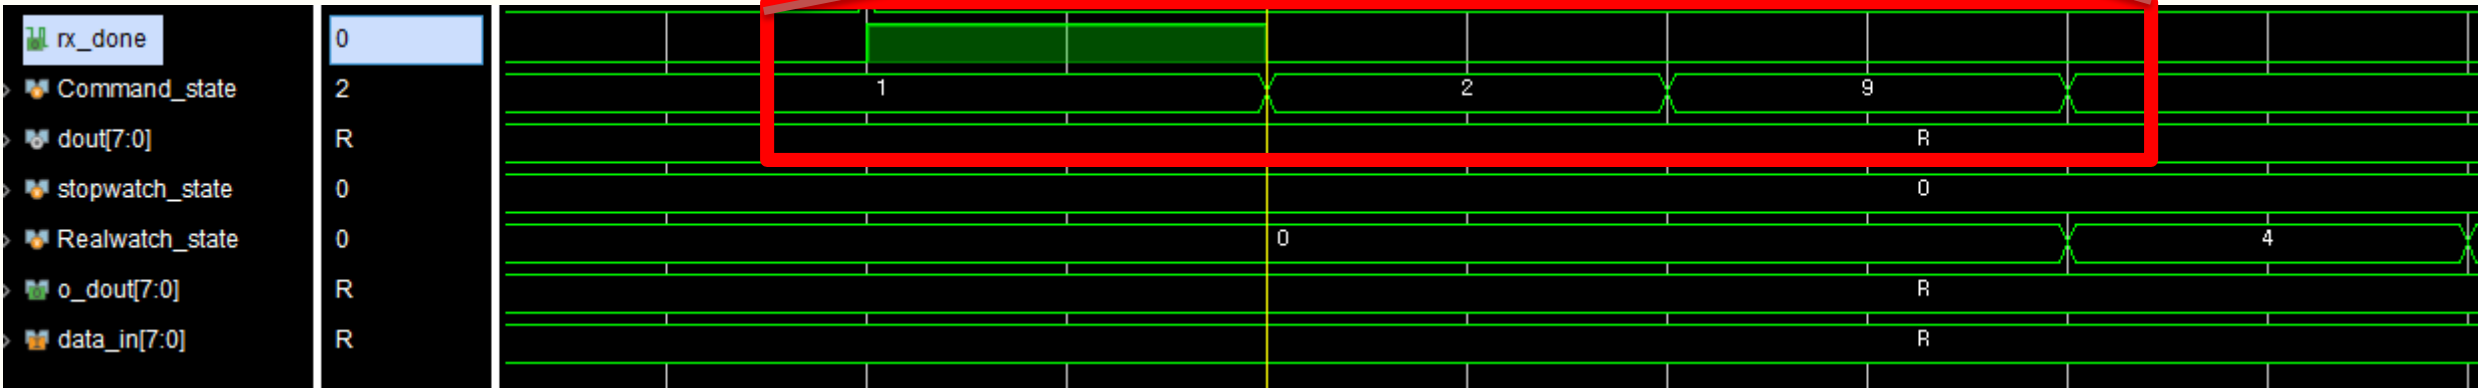 rx_done 0
Command_state 2 1 2 9
dout[7:0] R R
stopwatch_state 0 0
Realwatch_state 0 0 4
o_dout[7:0] R R
data_in[7:0] R R